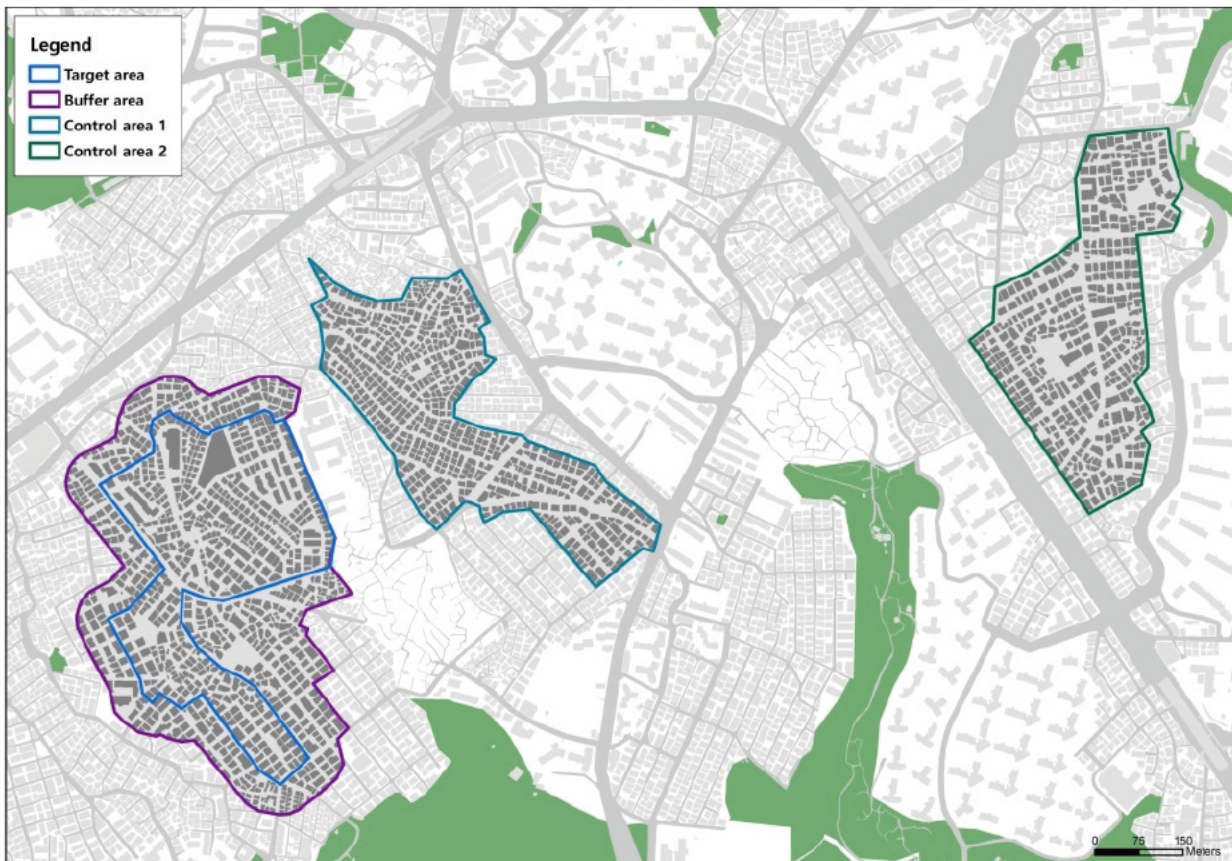 Legend
Target area
Buffer area
Control area 1
Control area 2
0 75 150
Meters